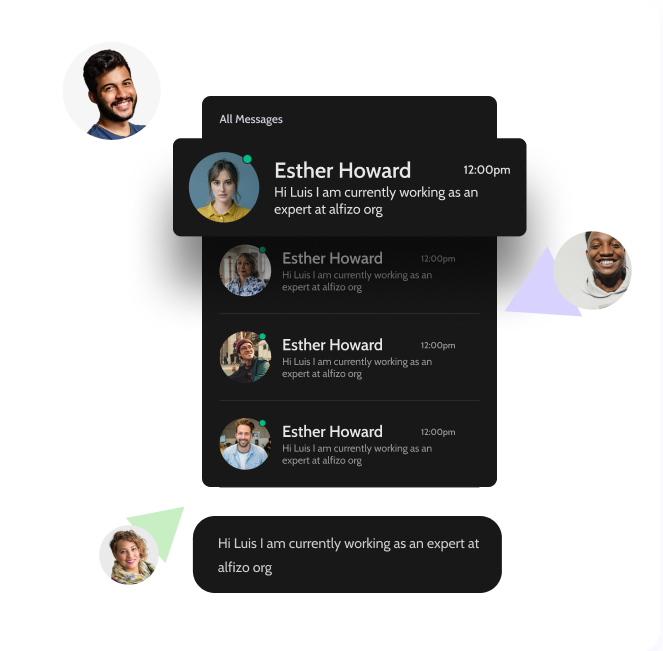 All Messages
Esther Howard 12:00pm
Hi Luis I am currently working as an
expert at alfizo org
Esther Howard 12:00pm
Hi Luis I am currently working as an
expert at alfizo org
Esther Howard 12:00pm
Hi Luis I am currently working as an
expert at alfizo org
Esther Howard 12:00pm
Hi Luis I am currently working as an
expert at alfizo org
Hi Luis I am currently working as an expert at
alfizo org